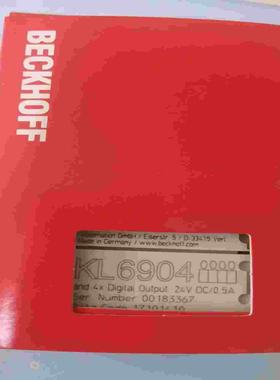 BECKHOFF
Automation GmbH / Eiserstr. 5 / D-33415 Verl
Made in Germany / www.beckhoff.com
KL6904
and 4x Digital Output 24V DC/0.5A
Ser. Number 00183367